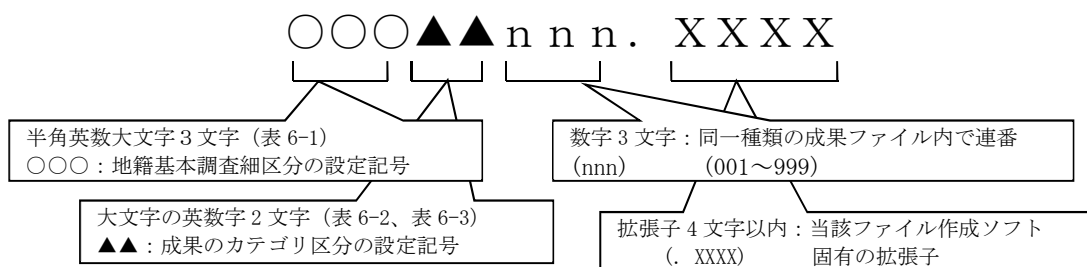 ○○○▲▲nnn．XXXX
半角英数大文字3文字（表 6-1）
○○○：地籍基本調査細区分の設定記号
数字3文字：同一種類の成果ファイル内で連番
(nnn)　　　(001～999)
大文字の英数字2文字（表 6-2、表 6-3）
▲▲：成果のカテゴリ区分の設定記号
拡張子4文字以内：当該ファイル作成ソフト
(. XXXX)　　　固有の拡張子